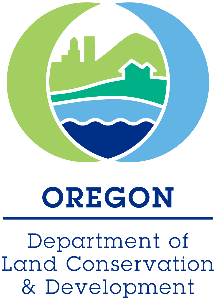 OREGON
Department of
Land Conservation
& Development